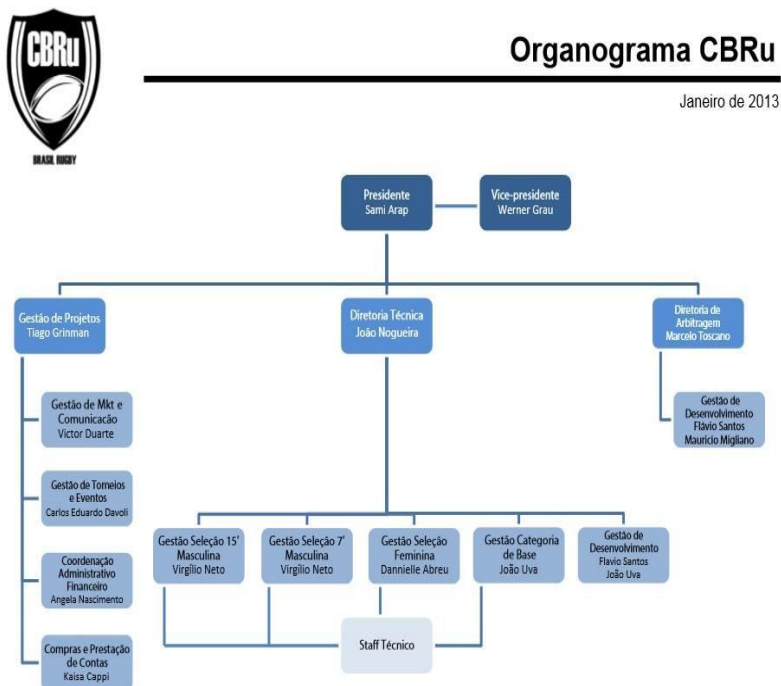 CBRu
BRASIL RUGBY
Organograma CBRu
Janeiro de 2013
Presidente
Sami Arap
Vice-presidente
Werner Grau
Gestão de Projetos
Tiago Grinman
Diretoria Técnica
João Nogueira
Diretoria de
Arbitragem
Marcelo Toscano
Gestão de Mkt e
Comunicacão
Victor Duarte
Gestão de
Desenvolvimento
Flávio Santos
Mauricio Migliano
Gestão de Torneios
e Eventos
Carlos Eduardo Davoli
Gestão Seleção 15'
Masculina
Virgílio Neto
Gestão Seleção 7'
Masculina
Virgílio Neto
Gestão Seleção
Feminina
Dannielle Abreu
Gestão Categoria
de Base
João Uva
Gestão de
Desenvolvimento
Flavio Santos
João Uva
Coordenação
Administrativo
Financeiro
Angela Nascimento
Staff Técnico
Compras e Prestação
de Contas
Kaisa Cappi